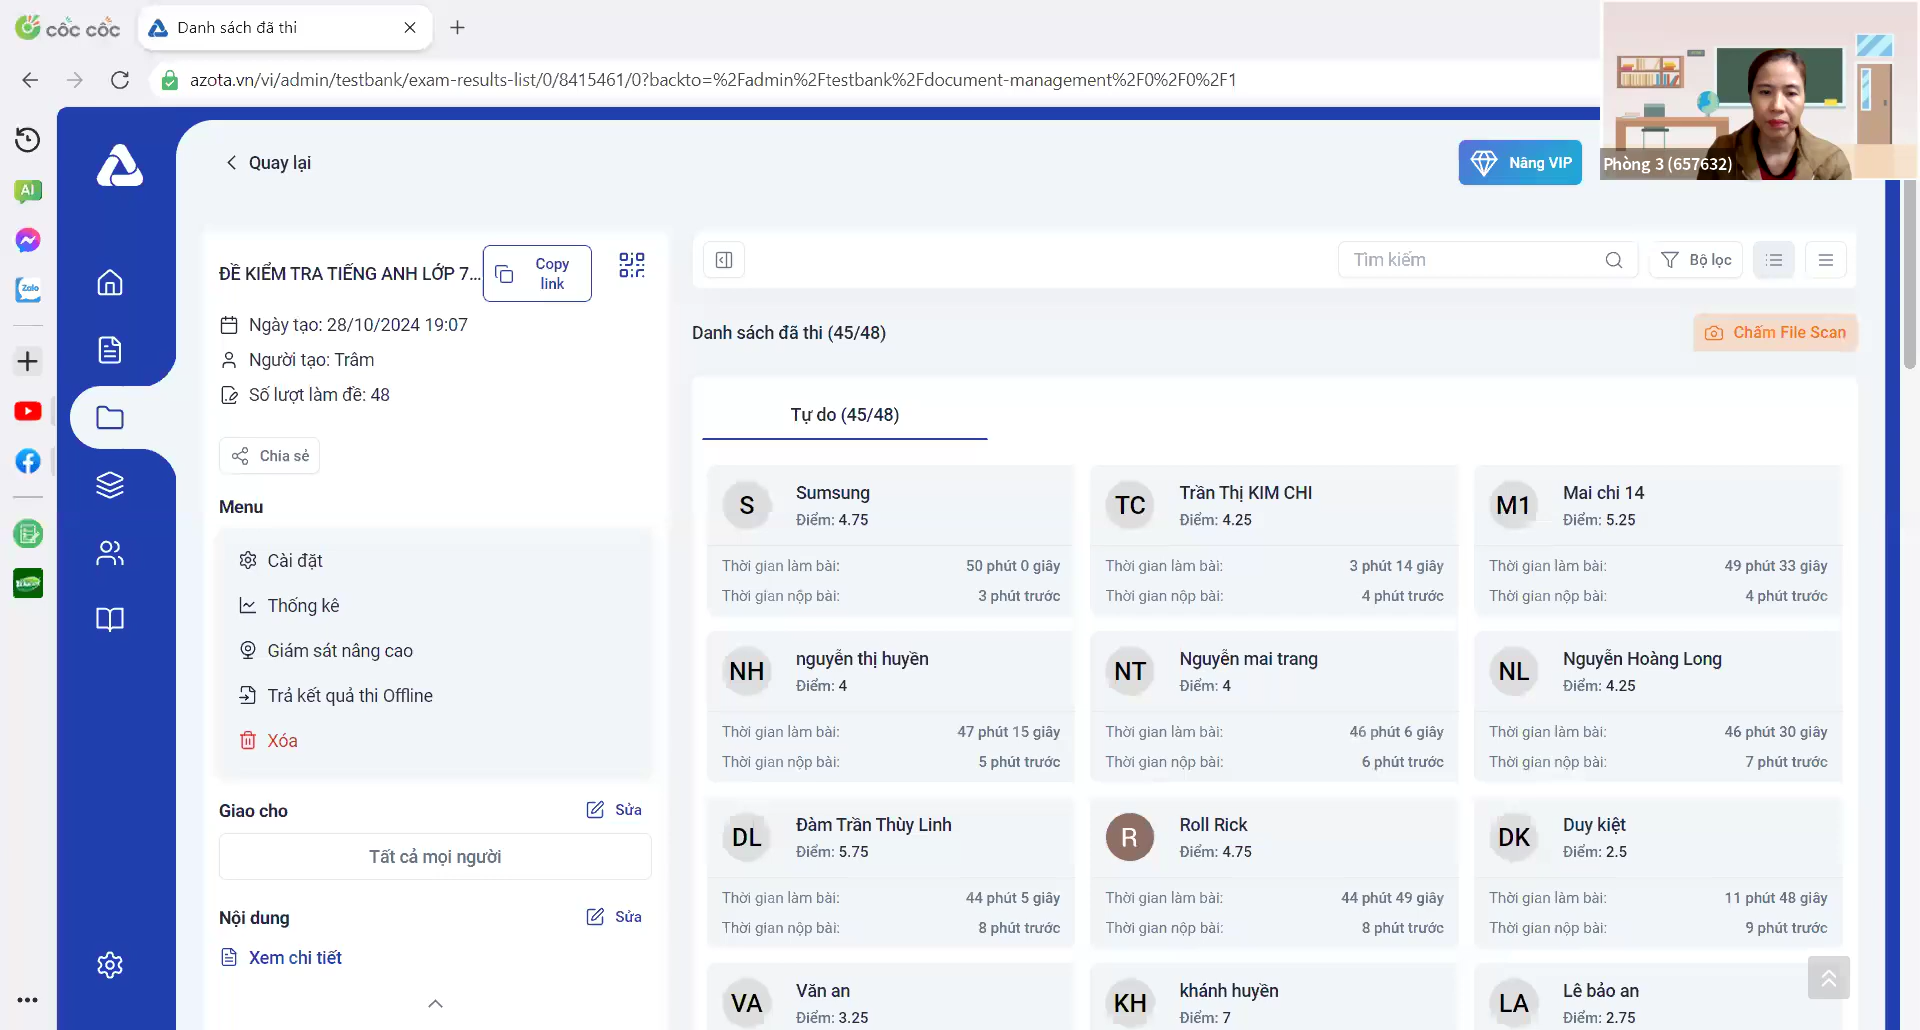 cốc cốc
Danh sách đã thi
azota.vn/vi/admin/testbank/exam-results-list/0/8415461/0?backto=%2Fadmin%2Ftestbank%2Fdocument-management%2F0%2F0%2F1
Phòng 3 (657632)
AI
Zalo
Quay lại
Nâng VIP
ĐỀ KIỂM TRA TIẾNG ANH LỚP 7...
Copy link
Ngày tạo: 28/10/2024 19:07
Người tạo: Trâm
Số lượt làm đề: 48
Chia sẻ
Menu
Cài đặt
Thống kê
Giám sát nâng cao
Trả kết quả thi Offline
Xóa
Giao cho
Sửa
Tất cả mọi người
Nội dung
Sửa
Xem chi tiết
Tìm kiếm
Bộ lọc
Danh sách đã thi (45/48)
Chấm File Scan
Tự do (45/48)
S
Sumsung
Điểm: 4.75
Thời gian làm bài: 50 phút 0 giây
Thời gian nộp bài: 3 phút trước
TC
Trần Thị KIM CHI
Điểm: 4.25
Thời gian làm bài: 3 phút 14 giây
Thời gian nộp bài: 4 phút trước
M1
Mai chi 14
Điểm: 5.25
Thời gian làm bài: 49 phút 33 giây
Thời gian nộp bài: 4 phút trước
NH
nguyễn thị huyền
Điểm: 4
Thời gian làm bài: 47 phút 15 giây
Thời gian nộp bài: 5 phút trước
NT
Nguyễn mai trang
Điểm: 4
Thời gian làm bài: 46 phút 6 giây
Thời gian nộp bài: 6 phút trước
NL
Nguyễn Hoàng Long
Điểm: 4.25
Thời gian làm bài: 46 phút 30 giây
Thời gian nộp bài: 7 phút trước
DL
Đàm Trần Thùy Linh
Điểm: 5.75
Thời gian làm bài: 44 phút 5 giây
Thời gian nộp bài: 8 phút trước
R
Roll Rick
Điểm: 4.75
Thời gian làm bài: 44 phút 49 giây
Thời gian nộp bài: 8 phút trước
DK
Duy kiệt
Điểm: 2.5
Thời gian làm bài: 11 phút 48 giây
Thời gian nộp bài: 9 phút trước
VA
Văn an
Điểm: 3.25
KH
khánh huyền
Điểm: 7
LA
Lê bảo an
Điểm: 2.75